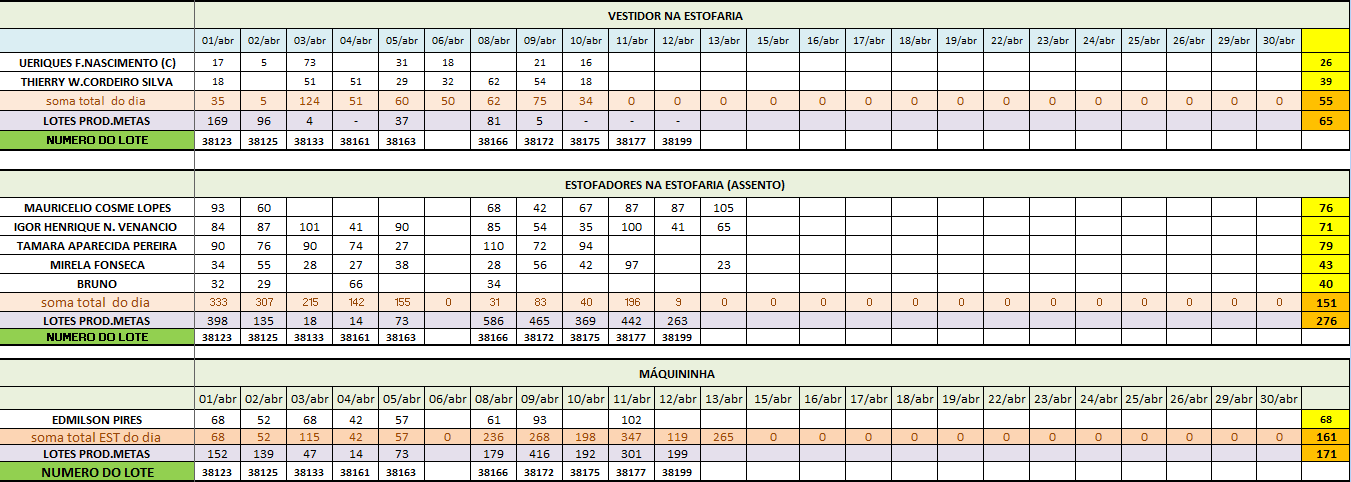 VESTIDOR NA ESTOFARIA
01/abr 02/abr 03/abr 04/abr 05/abr 06/abr 08/abr 09/abr 10/abr 11/abr 12/abr 13/abr 15/abr 16/abr 17/abr 18/abr 19/abr 22/abr 23/abr 24/abr 25/abr 26/abr 29/abr 30/abr
UERIQUES F.NASCIMENTO (C) 17 5 73 31 18 21 16 26
THIERRY W.CORDEIRO SILVA 18 51 51 29 32 62 54 18 39
soma total do dia 35 5 124 51 60 50 62 75 34 0 0 0 0 0 0 0 0 0 0 0 0 0 0 0 55
LOTES PROD.METAS 169 96 4 - 37 81 5 - - - 65
NUMERO DO LOTE 38123 38125 38133 38161 38163 38166 38172 38175 38177 38199
ESTOFADORES NA ESTOFARIA (ASSENTO)
MAURICELIO COSME LOPES 93 60 68 42 67 87 87 105 76
IGOR HENRIQUE N. VENANCIO 84 87 101 41 90 85 54 35 100 41 65 71
TAMARA APARECIDA PEREIRA 90 76 90 74 27 110 72 94 79
MIRELA FONSECA 34 55 28 27 38 28 56 42 97 23 43
BRUNO 32 29 66 34 40
soma total do dia 333 307 215 142 155 0 31 83 40 196 9 0 0 0 0 0 0 0 0 0 0 0 0 0 151
LOTES PROD.METAS 398 135 18 14 73 586 465 369 442 263 276
NUMERO DO LOTE 38123 38125 38133 38161 38163 38166 38172 38175 38177 38199
MÁQUININHA
01/abr 02/abr 03/abr 04/abr 05/abr 06/abr 08/abr 09/abr 10/abr 11/abr 12/abr 13/abr 15/abr 16/abr 17/abr 18/abr 19/abr 22/abr 23/abr 24/abr 25/abr 26/abr 29/abr 30/abr
EDMILSON PIRES 68 52 68 42 57 61 93 102 68
soma total EST do dia 68 52 115 42 57 0 236 268 198 347 119 265 0 0 0 0 0 0 0 0 0 0 0 0 161
LOTES PROD.METAS 152 139 47 14 73 179 416 192 301 199 171
NUMERO DO LOTE 38123 38125 38133 38161 38163 38166 38172 38175 38177 38199